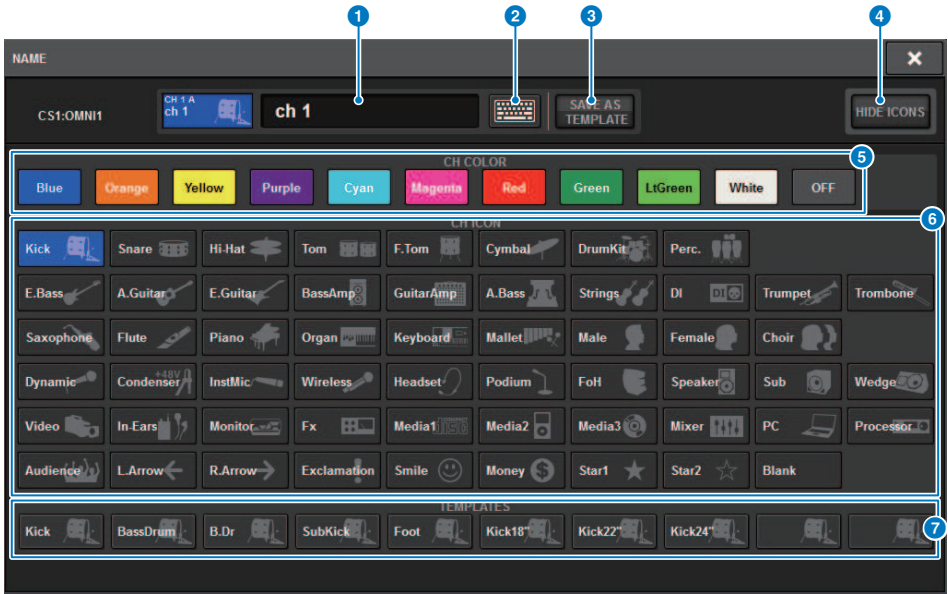 1 2 3 4
NAME
CS1:OMNI1
CH 1 A
ch 1
ch 1
SAVE AS
TEMPLATE
HIDE ICONS
5
CH COLOR
Blue Orange Yellow Purple Cyan Magenta Red Green LtGreen White OFF
6
CH ICON
Kick Snare Hi-Hat Tom F.Tom Cymbal DrumKit Perc.
E.Bass A.Guitar E.Guitar BassAmp GuitarAmp A.Bass Strings DI DI Trumpet Trombone
Saxophone Flute Piano Organ Keyboard Mallet Male Female Choir
Dynamic Condenser +48V InstMic Wireless Headset Podium FoH Speaker Sub Wedge
Video In-Ears Monitor Fx Media1 Media2 Media3 Mixer PC Processor
Audience L.Arrow R.Arrow Exclamation Smile Money $ Star1 Star2 Blank
TEMPLATES
Kick BassDrum B.Dr SubKick Foot Kick18" Kick22" Kick24"
7